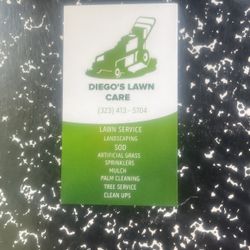 DIEGO'S LAWN
CARE
(323) 413 - 5704
LAWN SERVICE
LANDSCAPING
SOD
ARTIFICIAL GRASS
SPRINKLERS
MULCH
PALM CLEANING
TREE SERVICE
CLEAN UPS